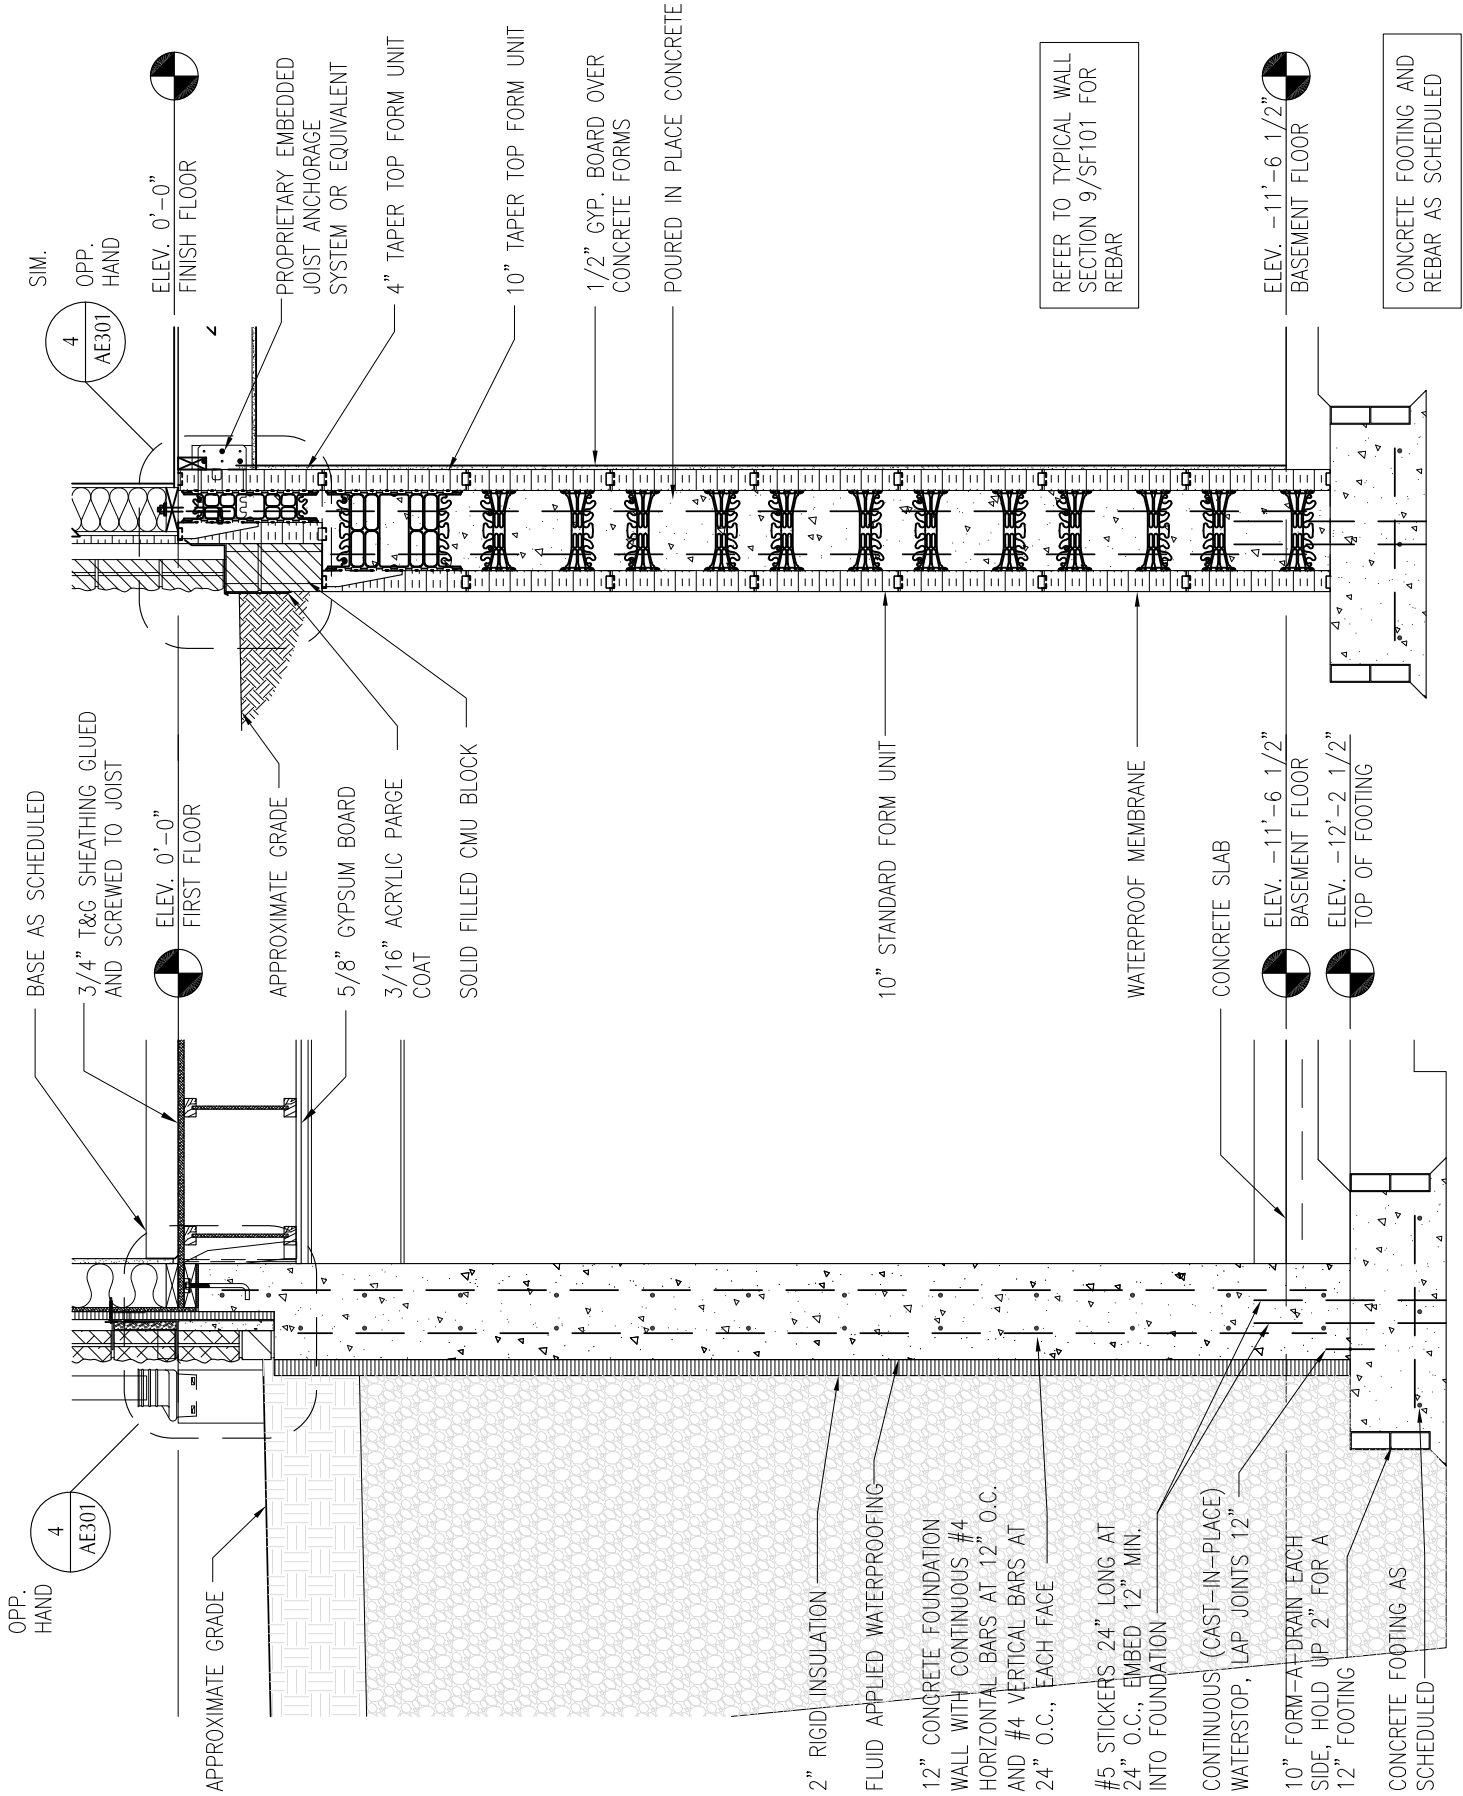 OPP.
HAND
4
AE301
APPROXIMATE GRADE
2" RIGID INSULATION
FLUID APPLIED WATERPROOFING
12" CONCRETE FOUNDATION
WALL WITH CONTINUOUS #4
HORIZONTAL BARS AT 12" O.C.
AND #4 VERTICAL BARS AT
24" O.C., EACH FACE
#5 STICKERS 24" LONG AT
24" O.C., EMBED 12" MIN.
INTO FOUNDATION
CONTINUOUS (CAST-IN-PLACE)
WATERSTOP, LAP JOINTS 12"
10" FORM-A-DRAIN EACH
SIDE, HOLD UP 2" FOR A
12" FOOTING
CONCRETE FOOTING AS
SCHEDULED
BASE AS SCHEDULED
3/4" T&G SHEATHING GLUED
AND SCREWED TO JOIST
ELEV. 0'-0"
FIRST FLOOR
APPROXIMATE GRADE
5/8" GYPSUM BOARD
3/16" ACRYLIC PARGE
COAT
SOLID FILLED CMU BLOCK
10" STANDARD FORM UNIT
WATERPROOF MEMBRANE
CONCRETE SLAB
ELEV. -11'-6 1/2"
BASEMENT FLOOR
ELEV. -12'-2 1/2"
TOP OF FOOTING
SIM.
4
AE301
OPP.
HAND
ELEV. 0'-0"
FINISH FLOOR
PROPRIETARY EMBEDDED
JOIST ANCHORAGE
SYSTEM OR EQUIVALENT
4" TAPER TOP FORM UNIT
10" TAPER TOP FORM UNIT
1/2" GYP. BOARD OVER
CONCRETE FORMS
POURED IN PLACE CONCRETE
REFER TO TYPICAL WALL
SECTION 9/SF101 FOR
REBAR
ELEV. -11'-6 1/2"
BASEMENT FLOOR
CONCRETE FOOTING AND
REBAR AS SCHEDULED